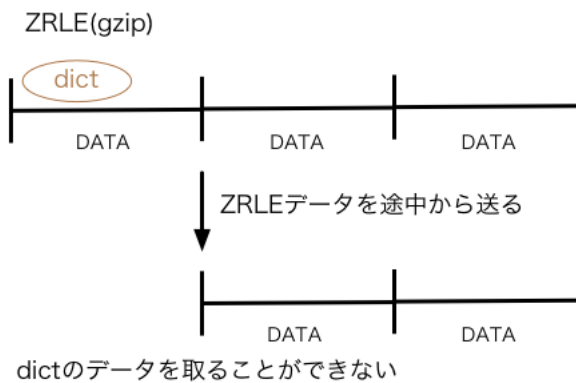 ZRLE(gzip)
dict
DATA DATA DATA
ZRLEデータを途中から送る
DATA DATA
dictのデータを取ることができない